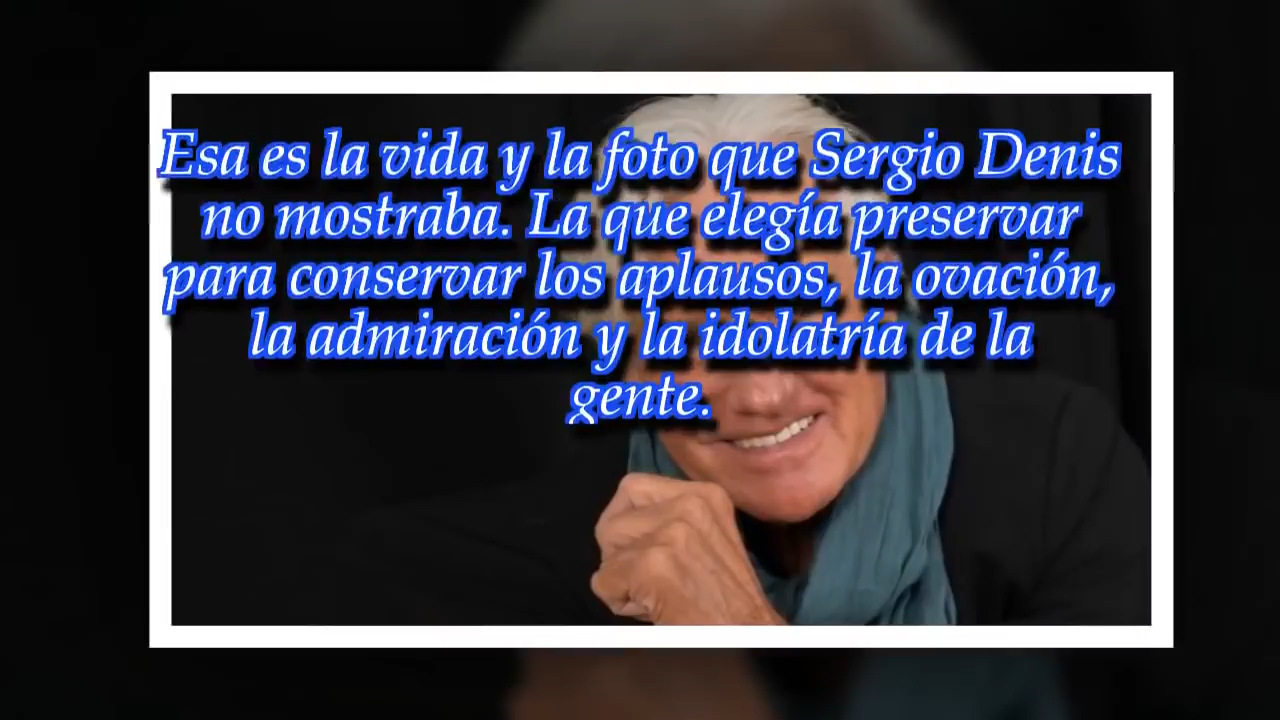 Esa es la vida y la foto que Sergio Denis
no mostraba. La que elegía preservar
para conservar los aplausos, la ovación,
la admiración y la idolatría de la
gente.